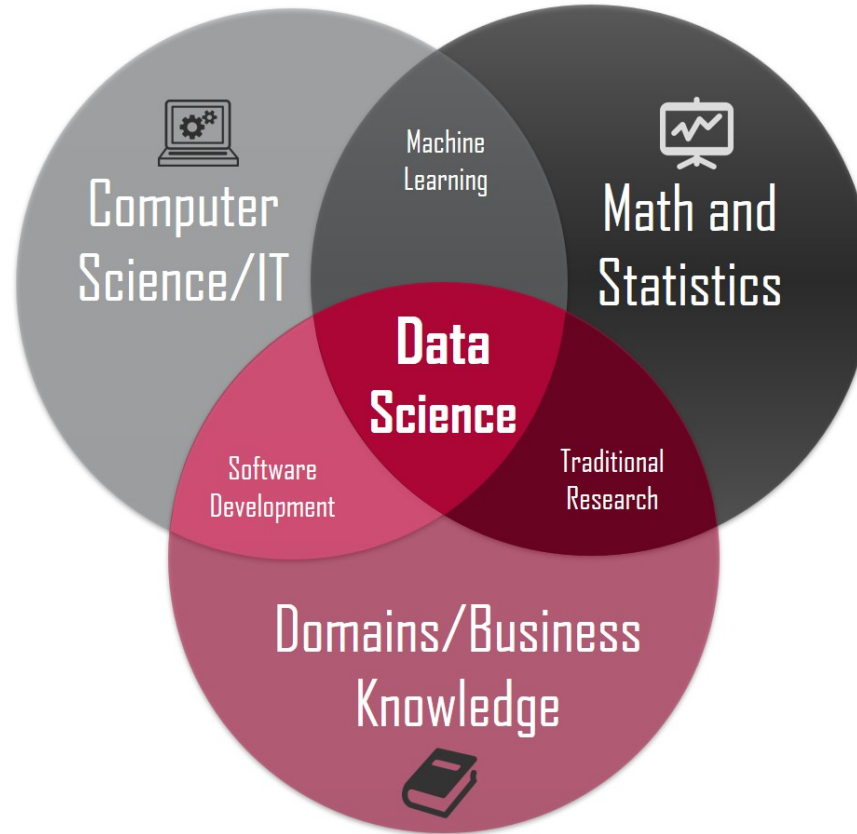 Machine
Learning
Computer
Science/IT
Math and
Statistics
Data
Science
Software
Development
Traditional
Research
Domains/Business
Knowledge